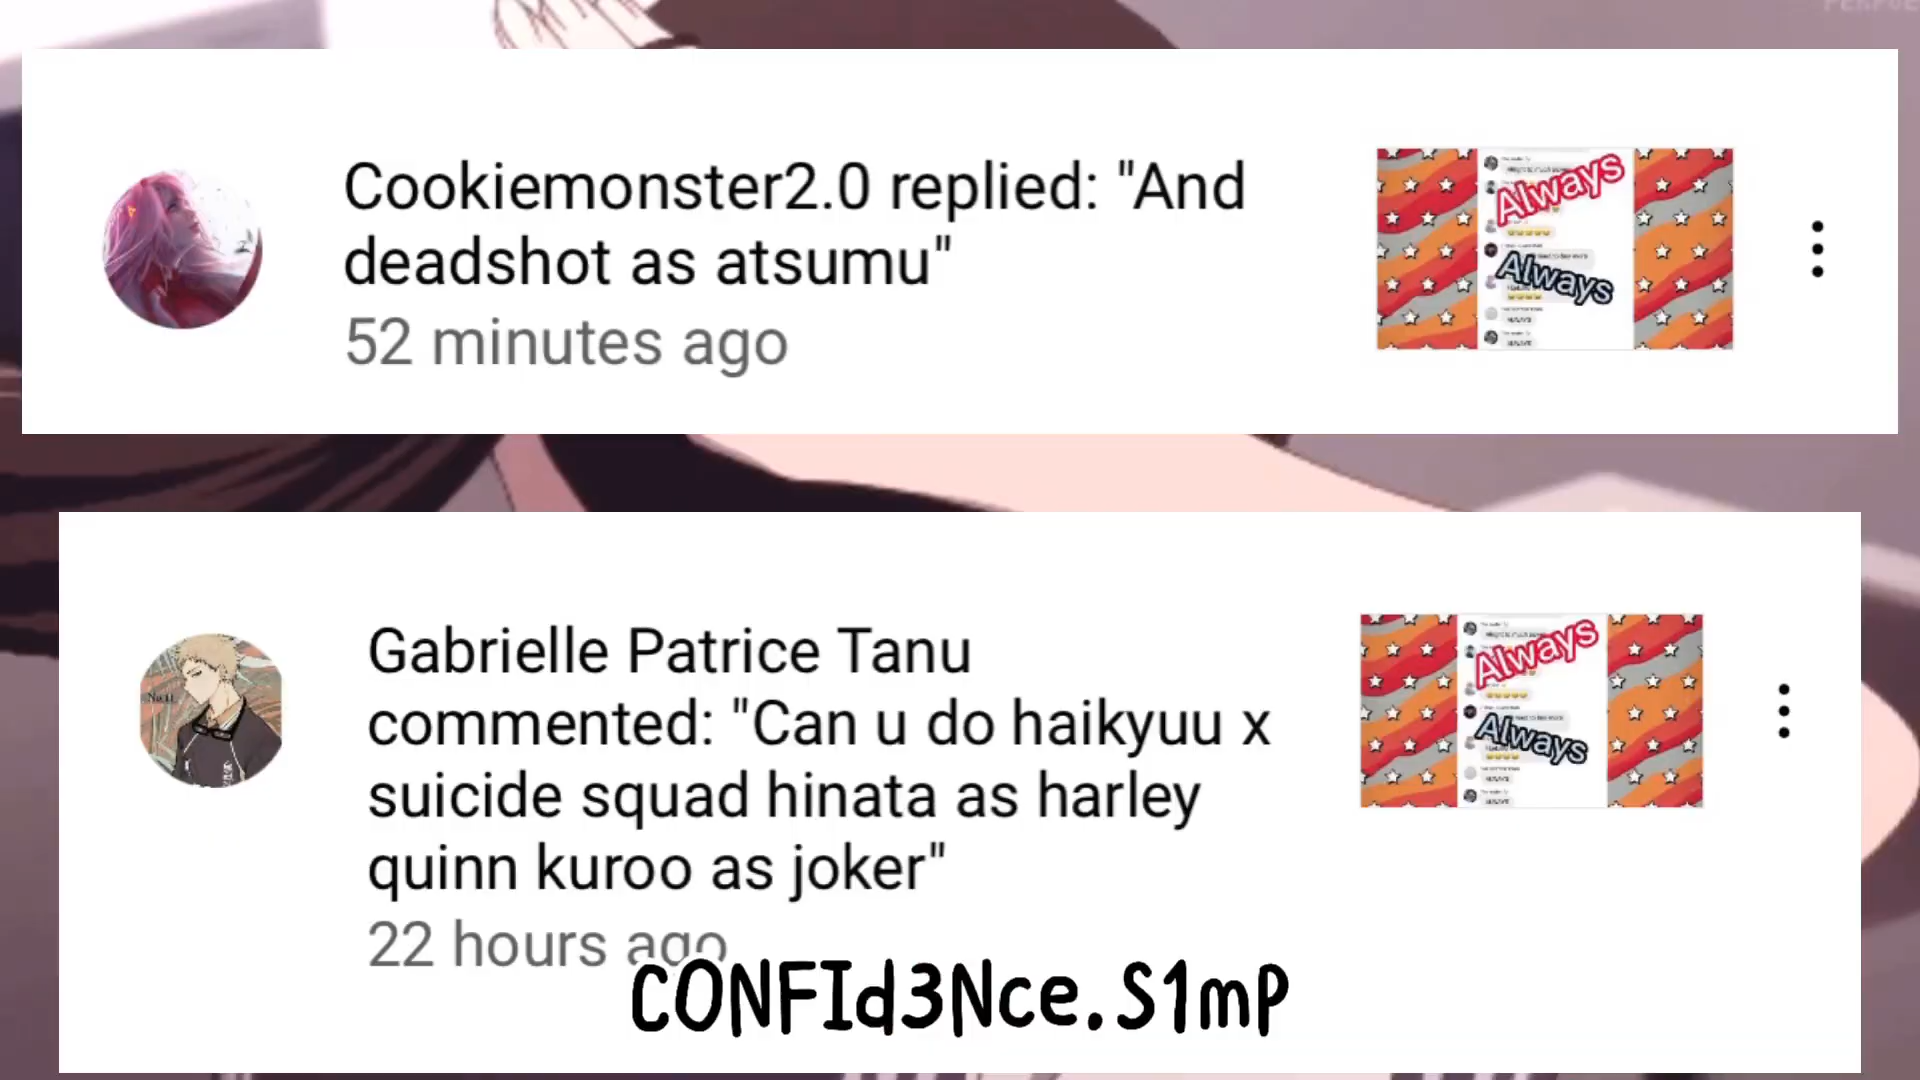 Cookiemonster2.0 replied: "And
deadshot as atsumu"
52 minutes ago
Always
Always
Gabrielle Patrice Tanu
commented: "Can u do haikyuu x
suicide squad hinata as harley
quinn kuroo as joker"
22 hours ago
Always
Always
CONFId3Nce.S1mP